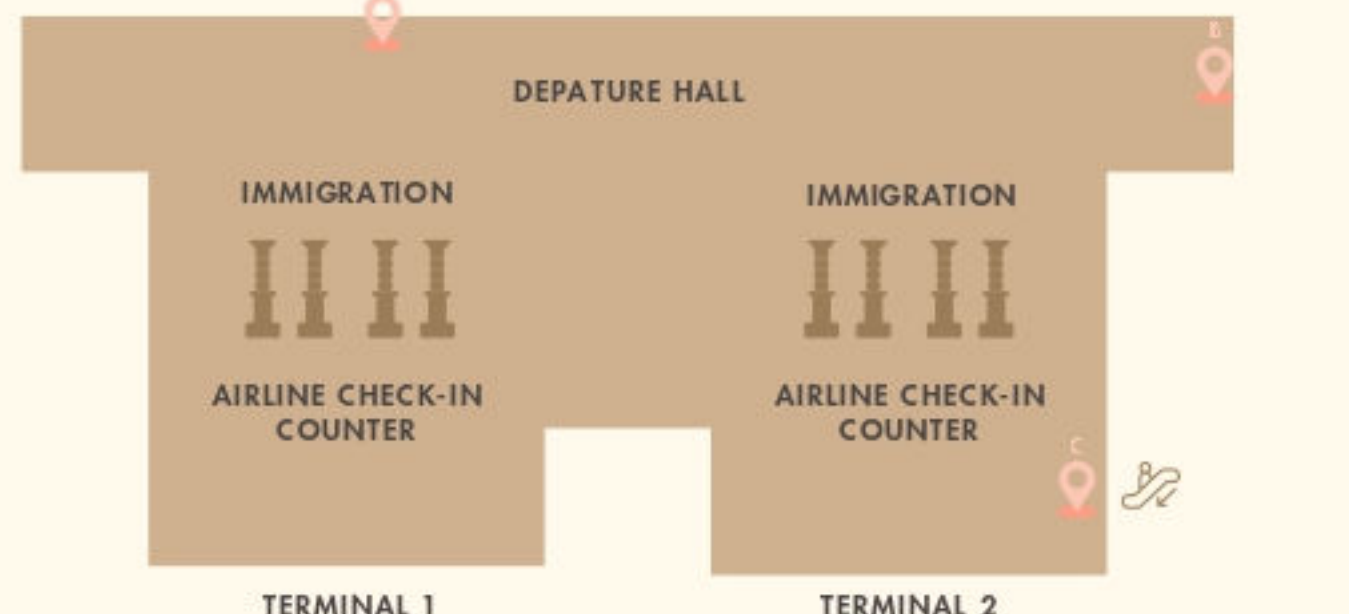 B
DEPATURE HALL
IMMIGRATION
IMMIGRATION
AIRLINE CHECK-IN
COUNTER
AIRLINE CHECK-IN
COUNTER
C
TERMINAL 1
TERMINAL 2